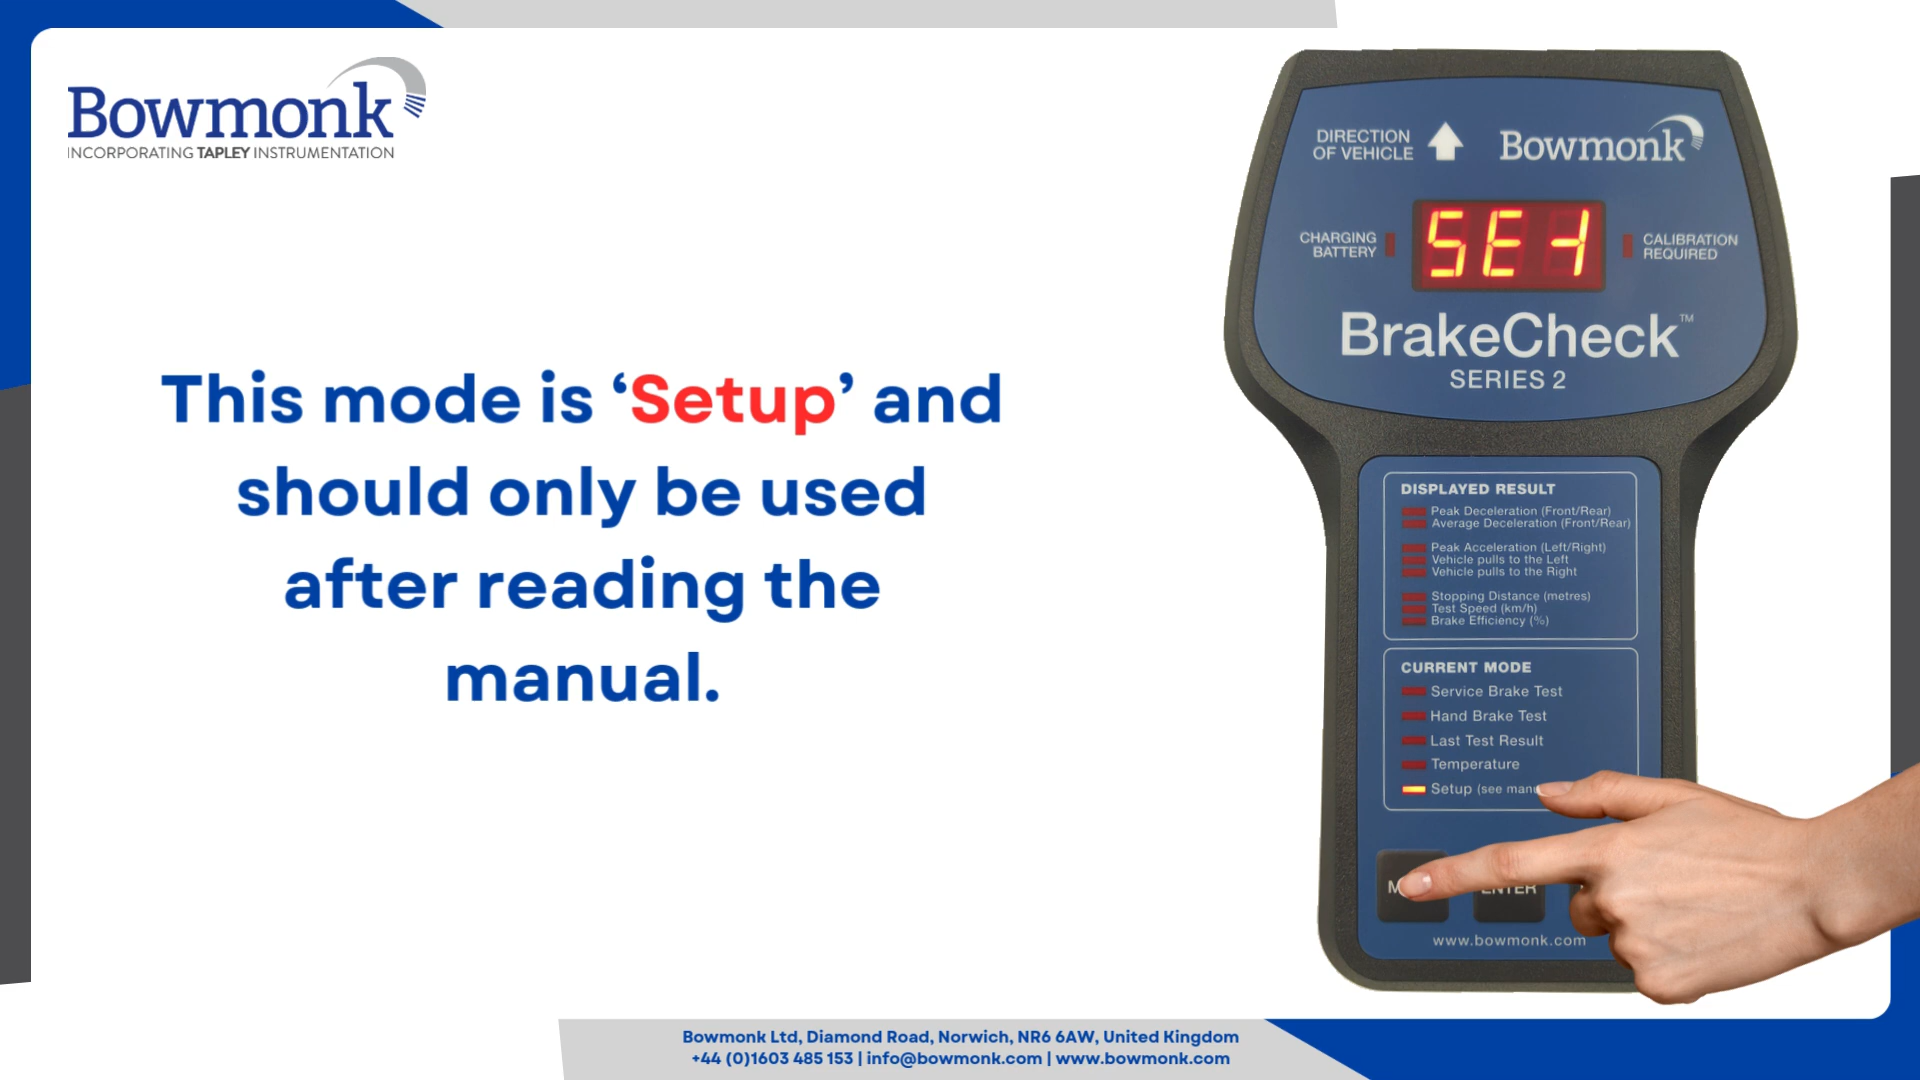 Bowmonk
INCORPORATING TAPLEY INSTRUMENTATION
This mode is ‘Setup’ and
should only be used
after reading the
manual.
DIRECTION
OF VEHICLE
Bowmonk
CHARGING
BATTERY
CALIBRATION
REQUIRED
BrakeCheck™
SERIES 2
DISPLAYED RESULT
Peak Deceleration (Front/Rear)
Average Deceleration (Front/Rear)
Peak Acceleration (Left/Right)
Vehicle pulls to the Left
Vehicle pulls to the Right
Stopping Distance (metres)
Test Speed (km/h)
Brake Efficiency (%)
CURRENT MODE
Service Brake Test
Hand Brake Test
Last Test Result
Temperature
Setup (see
ENTER
www.bowmonk.com
Bowmonk Ltd, Diamond Road, Norwich, NR6 6AW, United Kingdom
+44 (0)1603 485 153 | info@bowmonk.com | www.bowmonk.com